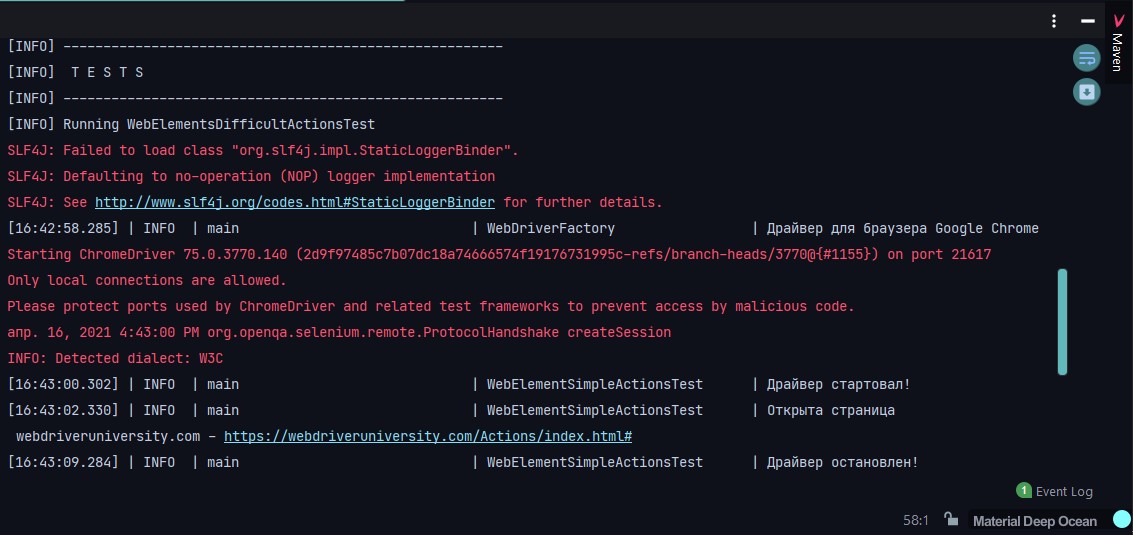 Maven
[INFO] -------------------------------------------------------
[INFO]  T E S T S
[INFO] -------------------------------------------------------
[INFO] Running WebElementsDifficultActionsTest
SLF4J: Failed to load class "org.slf4j.impl.StaticLoggerBinder".
SLF4J: Defaulting to no-operation (NOP) logger implementation
SLF4J: See http://www.slf4j.org/codes.html#StaticLoggerBinder for further details.
[16:42:58.285] | INFO  | main                             | WebDriverFactory                 | Драйвер для браузера Google Chrome
Starting ChromeDriver 75.0.3770.140 (2d9f97485c7b07dc18a74666574f19176731995c-refs/branch-heads/3770@{#1155}) on port 21617
Only local connections are allowed.
Please protect ports used by ChromeDriver and related test frameworks to prevent access by malicious code.
апр. 16, 2021 4:43:00 PM org.openqa.selenium.remote.ProtocolHandshake createSession
INFO: Detected dialect: W3C
[16:43:00.302] | INFO  | main                             | WebElementSimpleActionsTest      | Драйвер стартовал!
[16:43:02.330] | INFO  | main                             | WebElementSimpleActionsTest      | Открыта страница
 webdriveruniversity.com – https://webdriveruniversity.com/Actions/index.html#
[16:43:09.284] | INFO  | main                             | WebElementSimpleActionsTest      | Драйвер остановлен!
1 Event Log
58:1 Material Deep Ocean